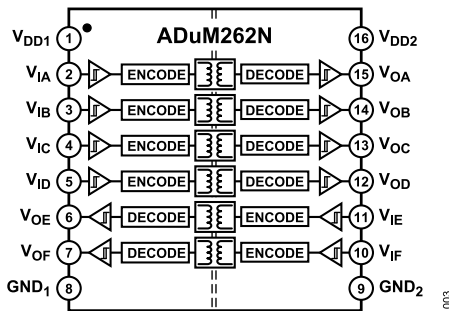 ADuM262N
VDD1 1 16 VDD2
VIA 2 ENCODE DECODE 15 VOA
VIB 3 ENCODE DECODE 14 VOB
VIC 4 ENCODE DECODE 13 VOC
VID 5 ENCODE DECODE 12 VOD
VOE 6 DECODE ENCODE 11 VIE
VOF 7 DECODE ENCODE 10 VIF
GND1 8 9 GND2
003